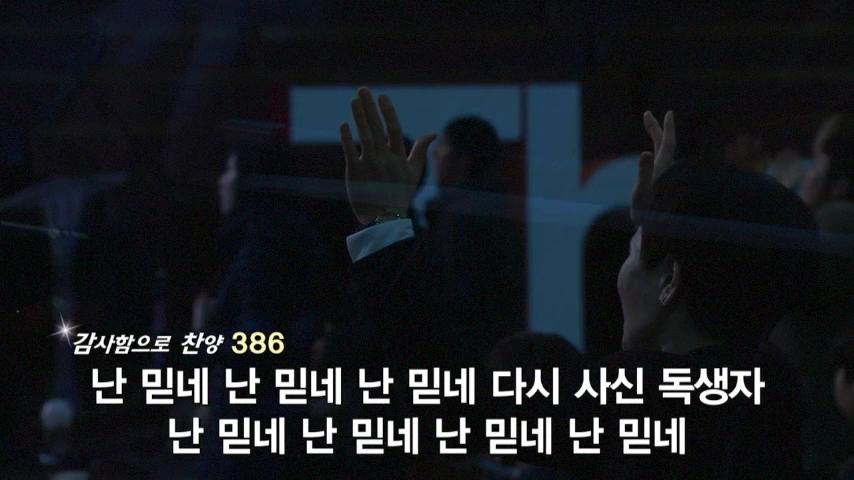 감사함으로 찬양 386
난 믿네 난 믿네 난 믿네 다시 사신 독생자
난 믿네 난 믿네 난 믿네 난 믿네